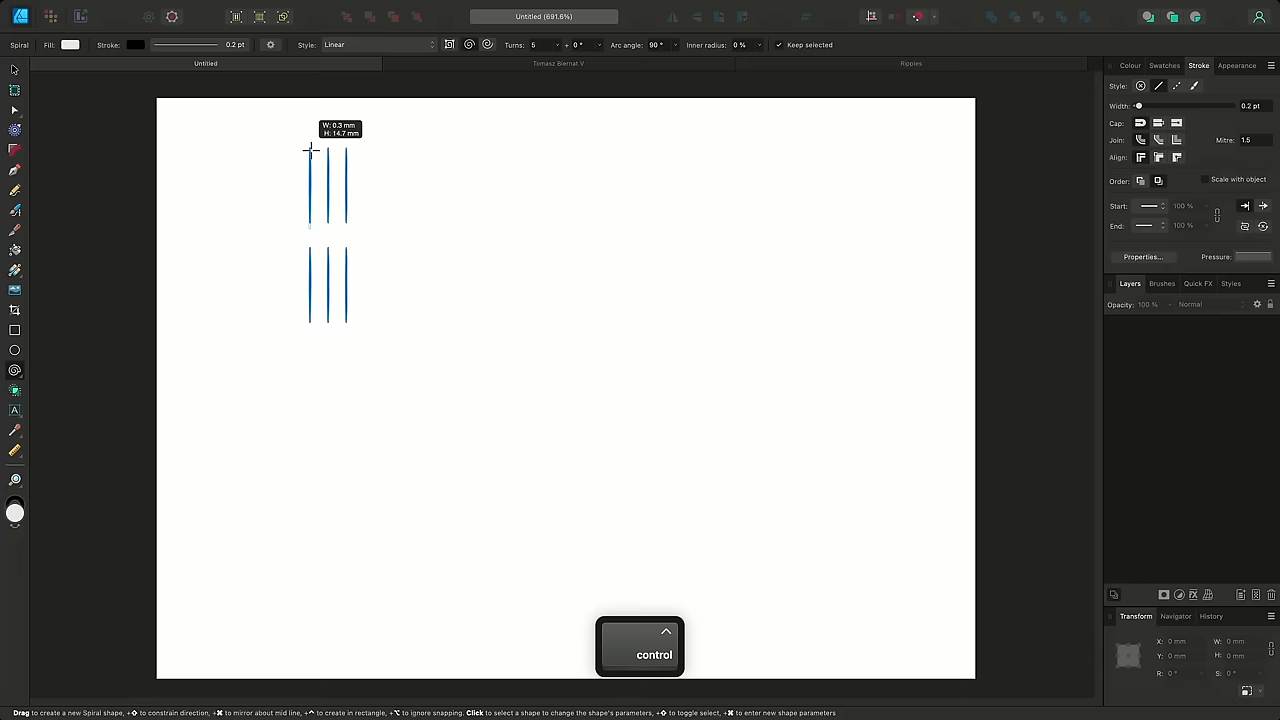 Untitled (691.6%)
Spiral Fill: Stroke: 0.2 pt Style: Linear Turns: 5 + 0 ° Arc angle: 90 ° Inner radius: 0 % Keep selected
Untitled Tomasz Biernat V Ripples
Colour Swatches Stroke Appearance
Style:
Width: 0.2 pt
Cap:
Join: Mitre: 1.5
Align:
Order: Scale with object
Start: 100 %
End: 100 %
Properties... Pressure:
Layers Brushes Quick FX Styles
Opacity: 100 % Normal
W: 0.3 mm
H: 14.7 mm
Transform Navigator History
X: 0 mm W: 0 mm
Y: 0 mm H: 0 mm
R: 0 ° S: 0 °
control
Drag to create a new Spiral shape, +⇧ to constrain direction, +⌘ to mirror about mid line, +^ to create in rectangle, +⌥ to ignore snapping. Click to select a shape to change the shape's parameters, +⇧ to toggle select, +⌘ to enter new shape parameters